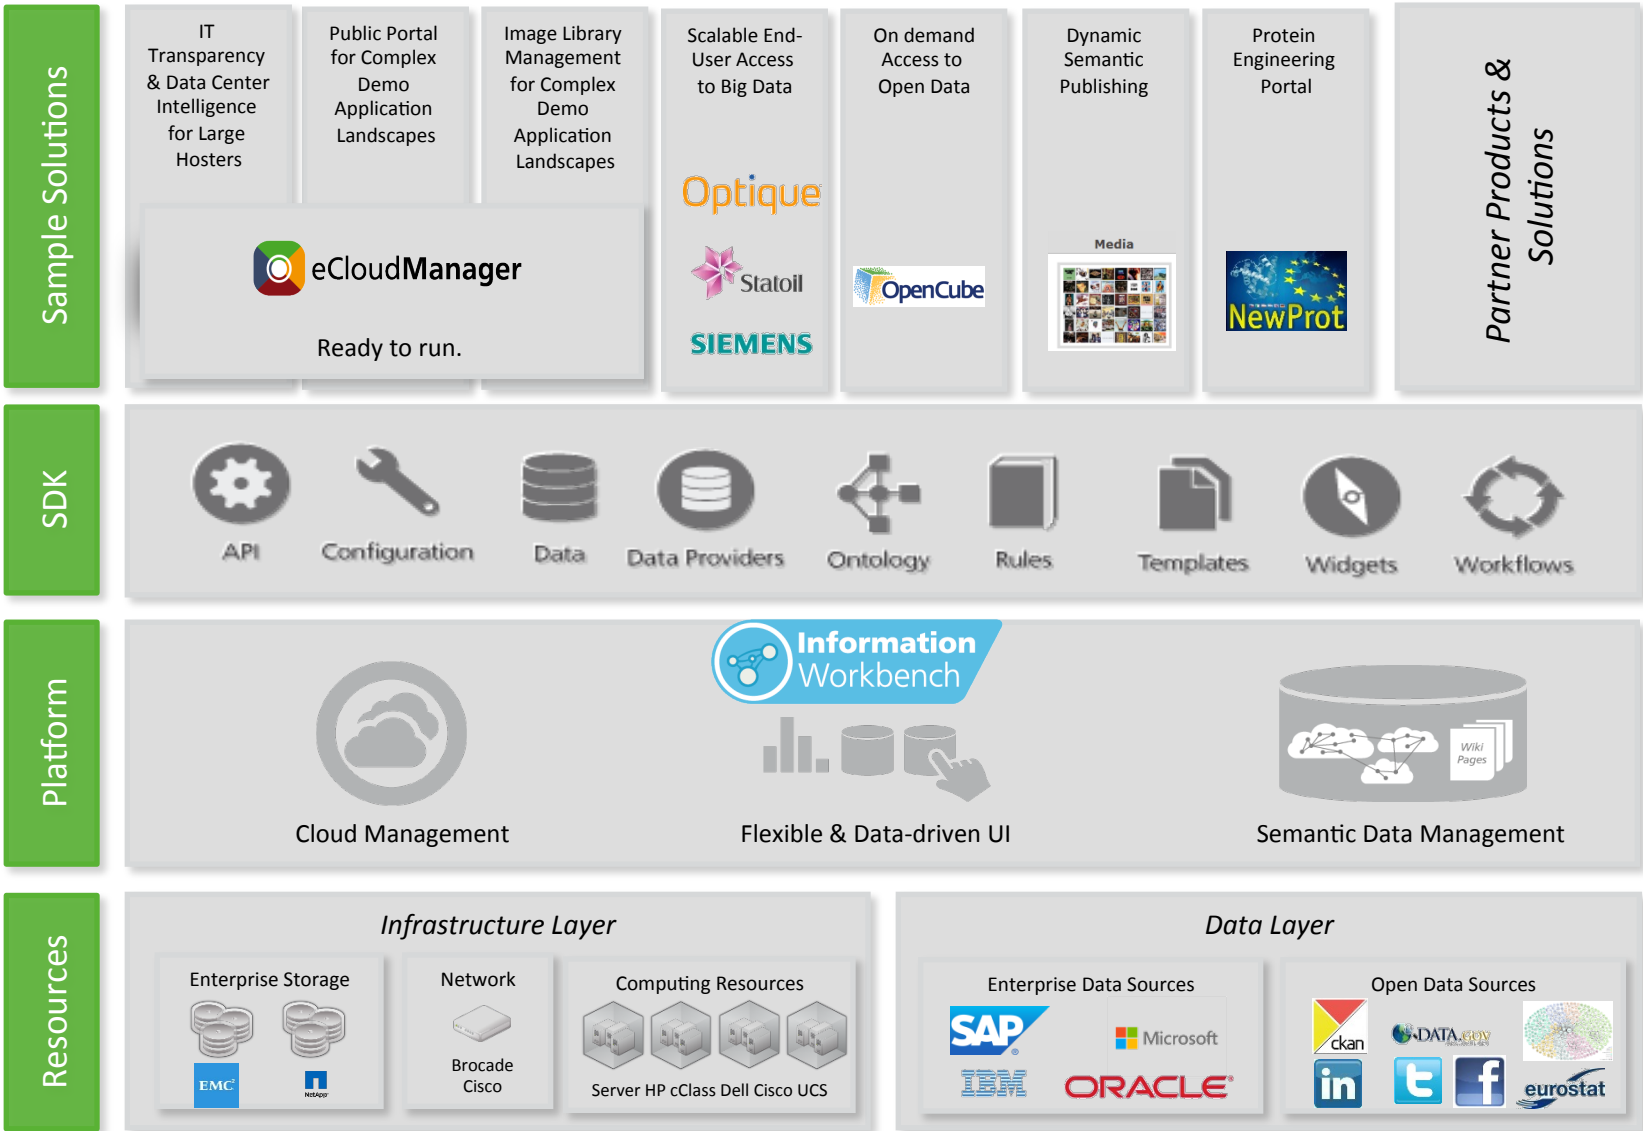 Sample Solutions
IT
Transparency
& Data Center
Intelligence
for Large
Hosters
Public Portal
for Complex
Demo
Application
Landscapes
Image Library
Management
for Complex
Demo
Application
Landscapes
eCloudManager
Ready to run.
Scalable End-
User Access
to Big Data
Optique
Statoil
SIEMENS
On demand
Access to
Open Data
OpenCube
Dynamic
Semantic
Publishing
Media
Protein
Engineering
Portal
NewProt
Partner Products &
Solutions
SDK
API
Configuration
Data
Data Providers
Ontology
Rules
Templates
Widgets
Workflows
Platform
Information
Workbench
Cloud Management
Flexible & Data-driven UI
Wiki
Pages
Semantic Data Management
Resources
Infrastructure Layer
Enterprise Storage
EMC²
NetApp
Network
Brocade
Cisco
Computing Resources
Server HP cClass Dell Cisco UCS
Data Layer
Enterprise Data Sources
SAP
Microsoft
IBM
ORACLE
Open Data Sources
ckan
DATA.GOV
in
t
f
eurostat